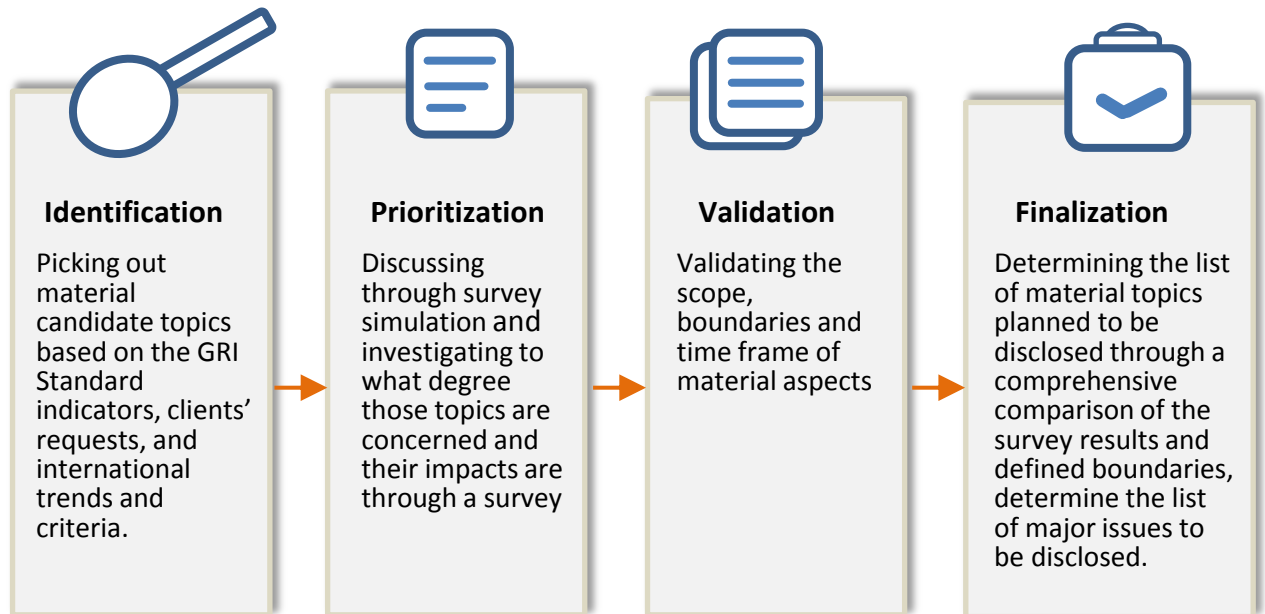 Identification
Picking out
material
candidate topics
based on the GRI
Standard
indicators, clients’
requests, and
international
trends and
criteria.
Prioritization
Discussing
through survey
simulation and
investigating to
what degree
those topics are
concerned and
their impacts are
through a survey
Validation
Validating the
scope,
boundaries and
time frame of
material aspects
Finalization
Determining the list
of material topics
planned to be
disclosed through a
comprehensive
comparison of the
survey results and
defined boundaries,
determine the list
of major issues to
be disclosed.